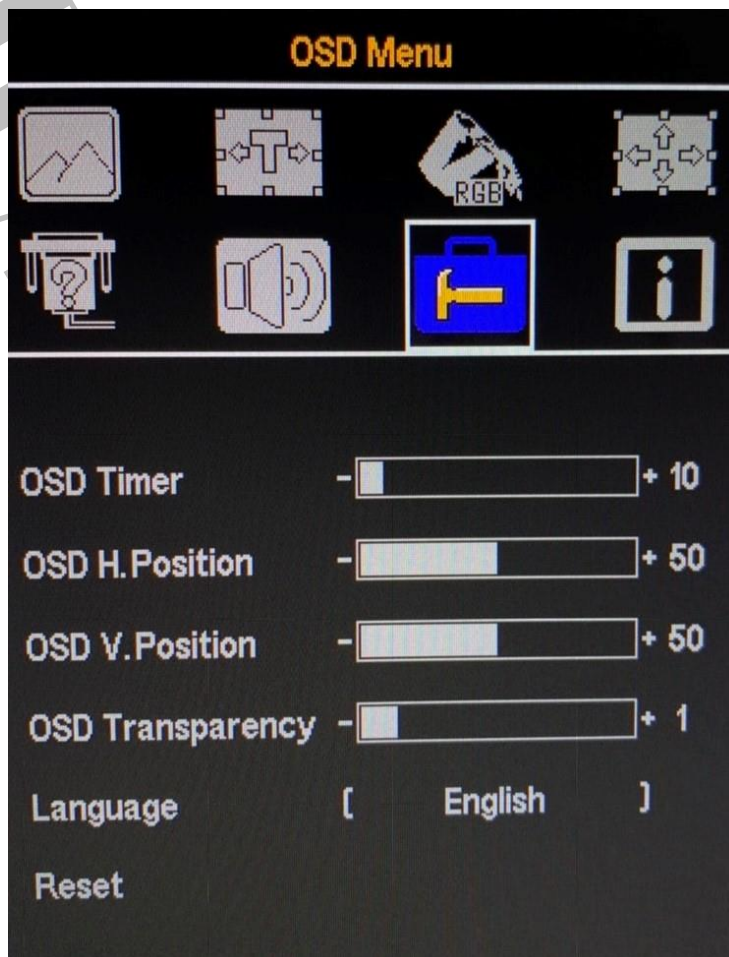 OSD Menu
RGB
?
i
OSD Timer - + 10
OSD H.Position - + 50
OSD V.Position - + 50
OSD Transparency - + 1
Language [ English ]
Reset